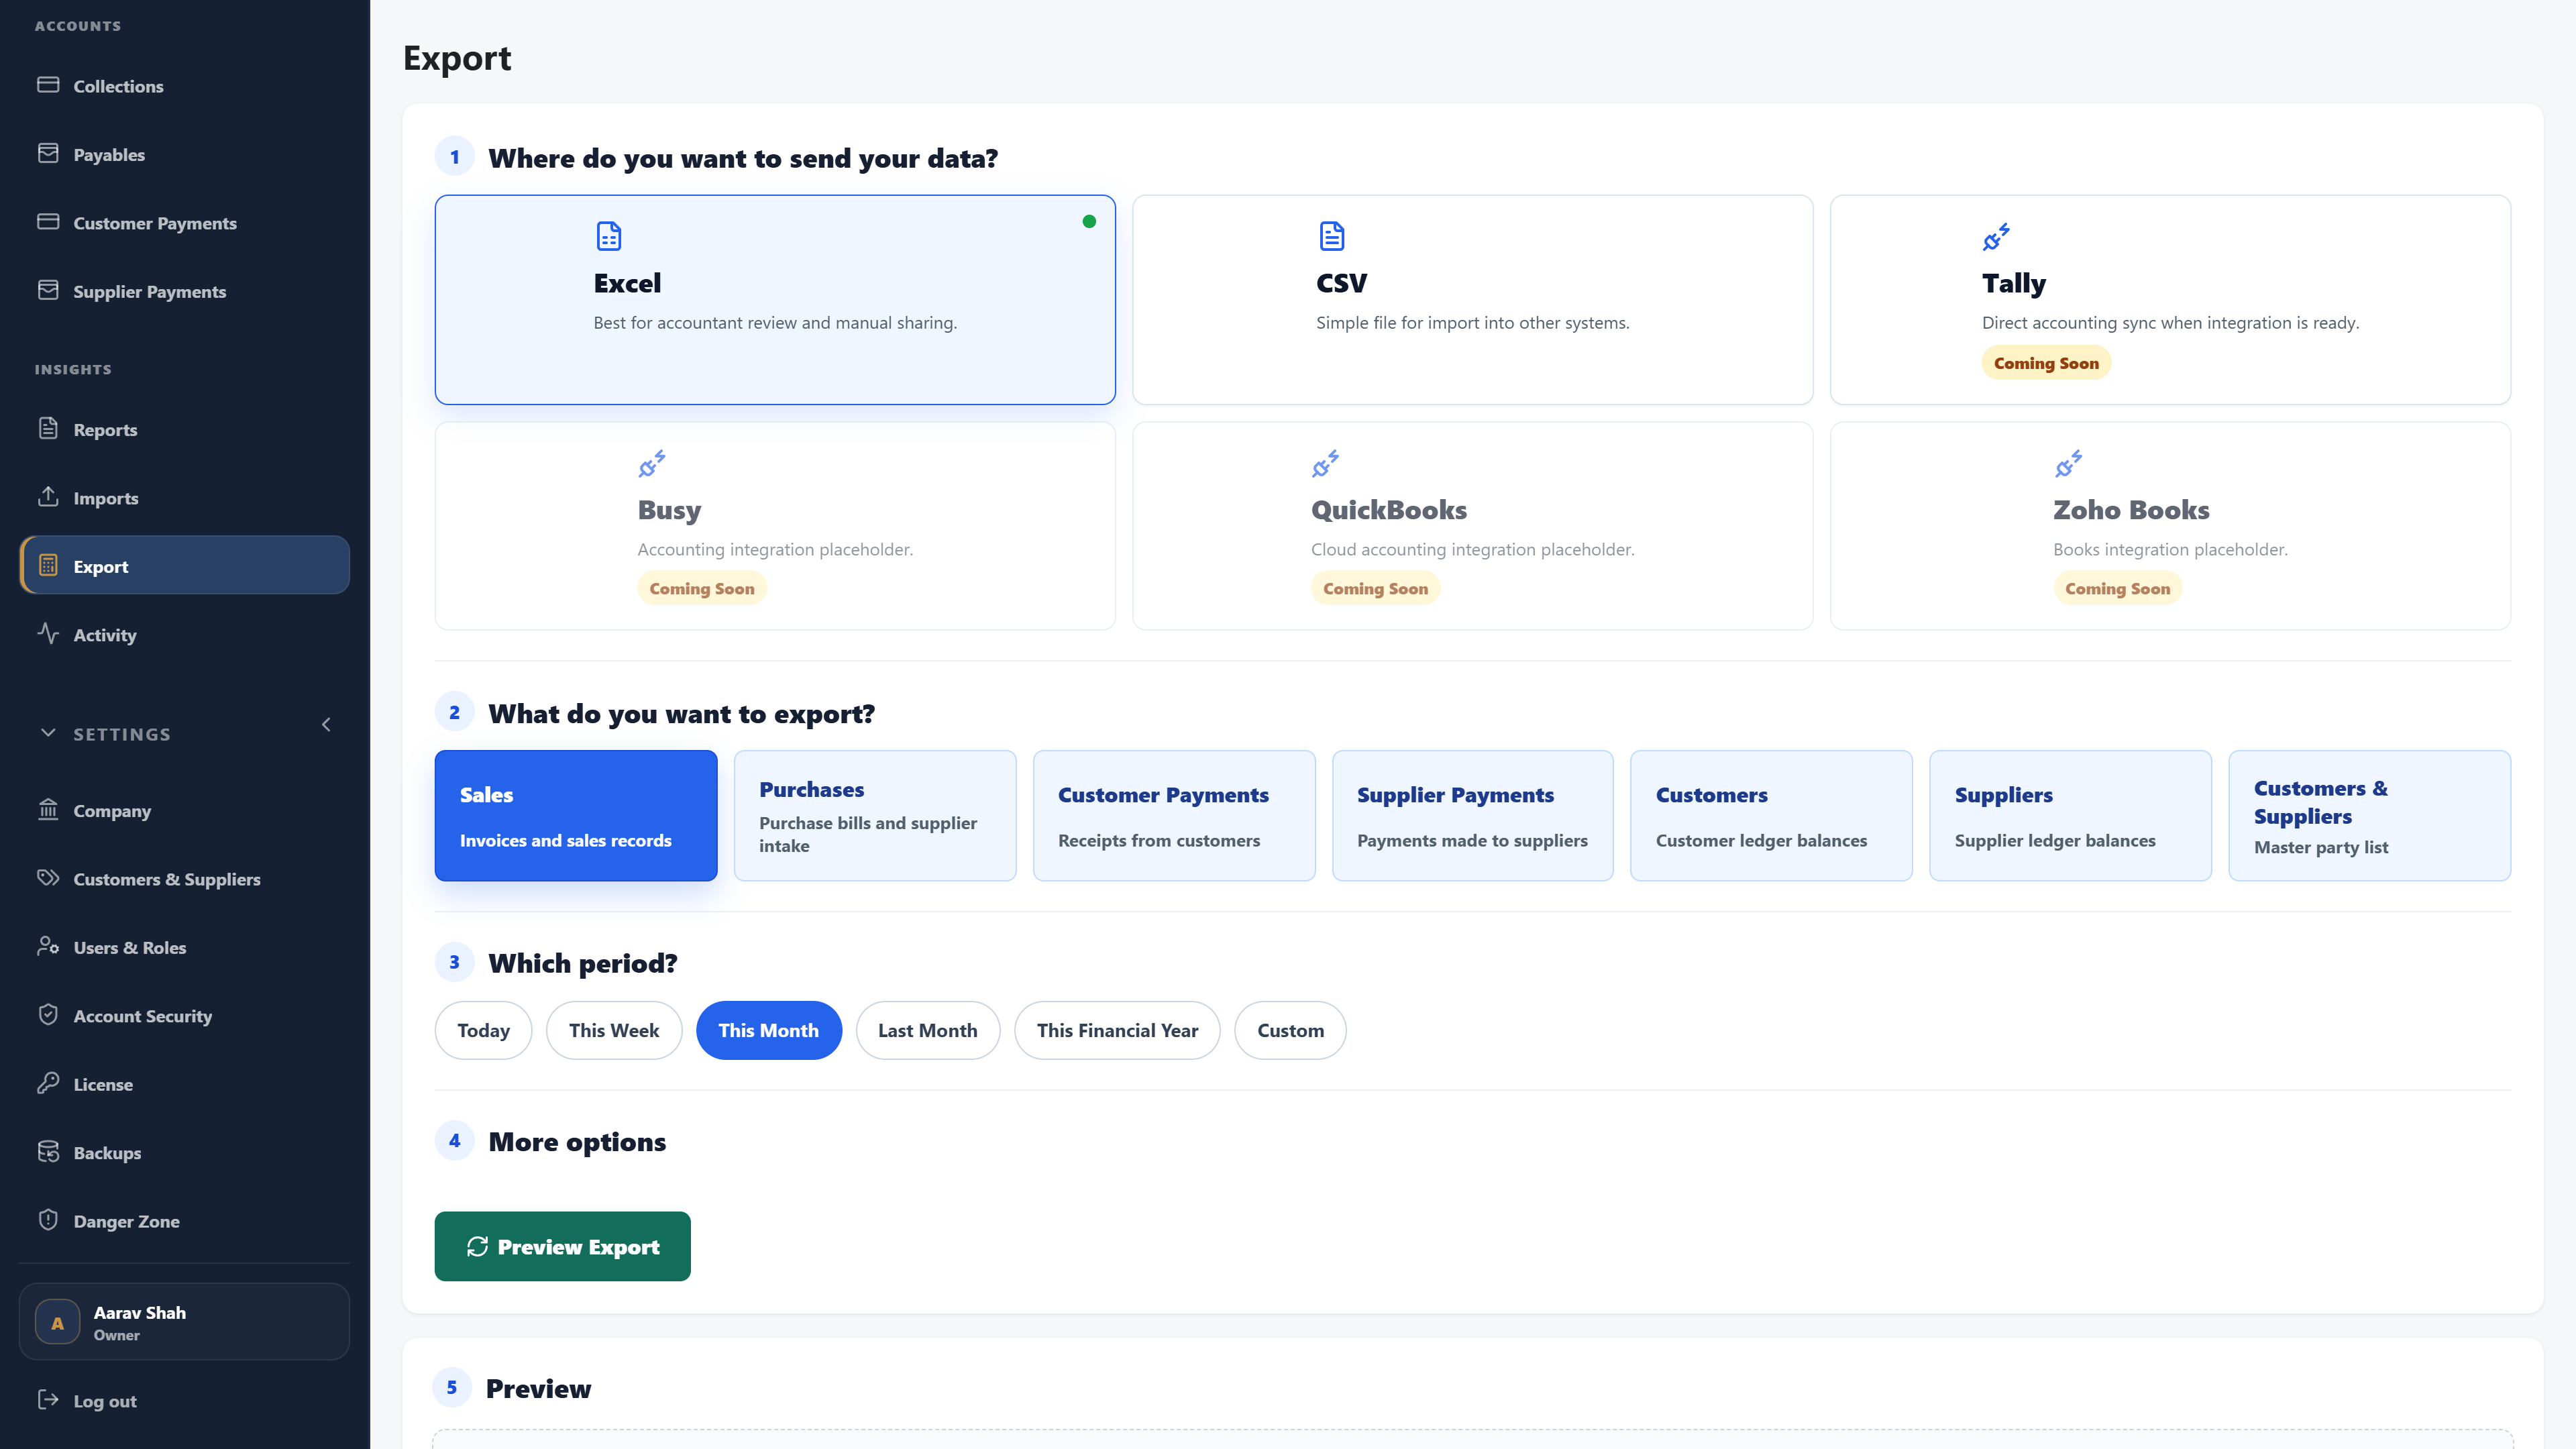 ACCOUNTS
Collections
Payables
Customer Payments
Supplier Payments
INSIGHTS
Reports
Imports
Export
Activity
SETTINGS
Company
Customers & Suppliers
Users & Roles
Account Security
License
Backups
Danger Zone
A
Aarav Shah
Owner
Log out
Export
1 Where do you want to send your data?
Excel
Best for accountant review and manual sharing.
CSV
Simple file for import into other systems.
Tally
Direct accounting sync when integration is ready.
Coming Soon
Busy
Accounting integration placeholder.
Coming Soon
QuickBooks
Cloud accounting integration placeholder.
Coming Soon
Zoho Books
Books integration placeholder.
Coming Soon
2 What do you want to export?
Sales
Invoices and sales records
Purchases
Purchase bills and supplier
intake
Customer Payments
Receipts from customers
Supplier Payments
Payments made to suppliers
Customers
Customer ledger balances
Suppliers
Supplier ledger balances
Customers &
Suppliers
Master party list
3 Which period?
Today
This Week
This Month
Last Month
This Financial Year
Custom
4 More options
Preview Export
5 Preview